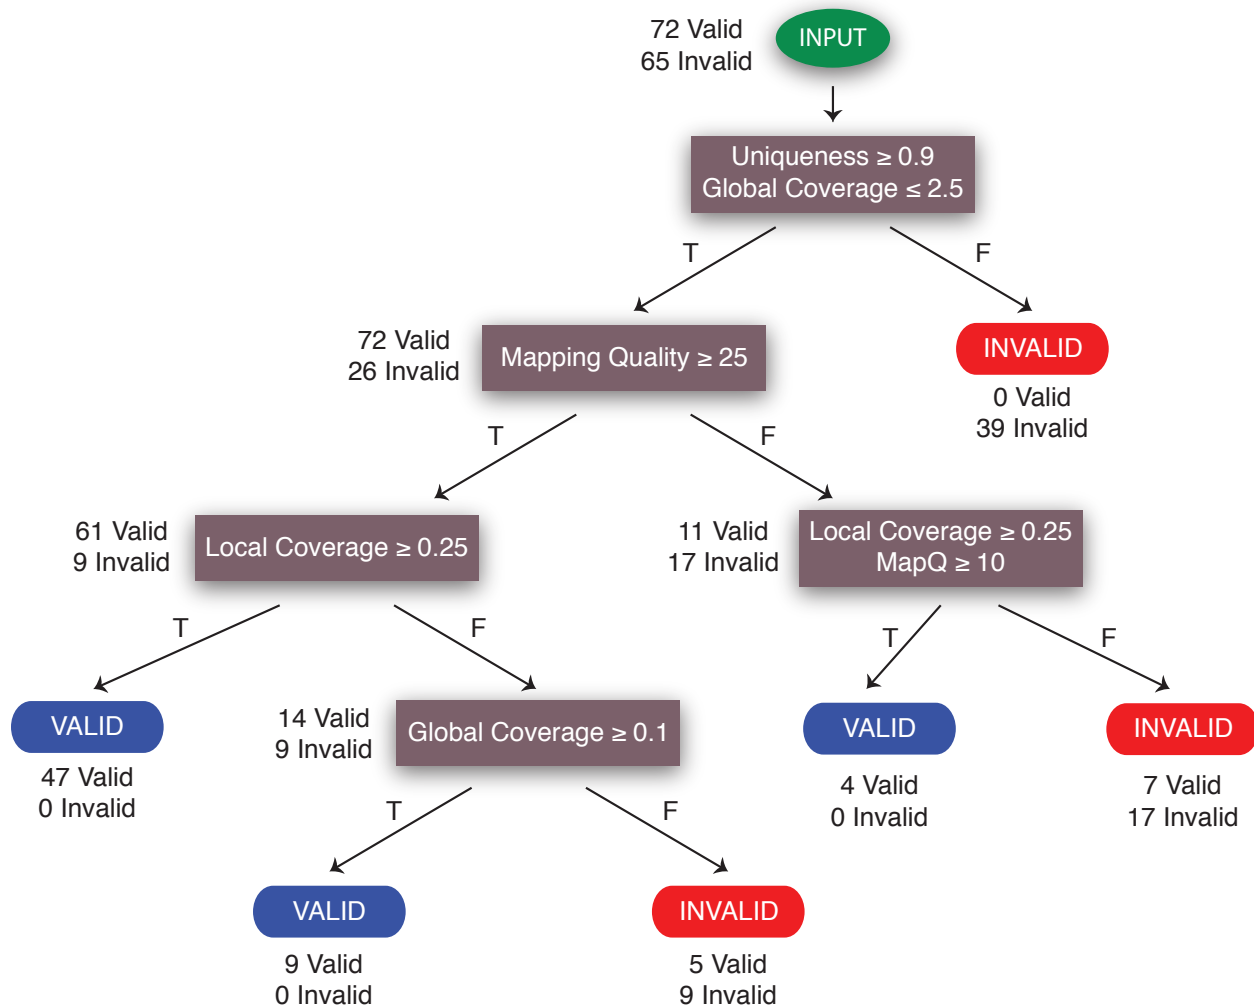 72 Valid
65 Invalid
INPUT
Uniqueness ≥ 0.9
Global Coverage ≤ 2.5
T
F
72 Valid
26 Invalid
Mapping Quality ≥ 25
INVALID
0 Valid
39 Invalid
T
F
61 Valid
9 Invalid
Local Coverage ≥ 0.25
11 Valid
17 Invalid
Local Coverage ≥ 0.25
MapQ ≥ 10
T
F
T
F
VALID
47 Valid
0 Invalid
14 Valid
9 Invalid
Global Coverage ≥ 0.1
VALID
4 Valid
0 Invalid
INVALID
7 Valid
17 Invalid
T
F
VALID
9 Valid
0 Invalid
INVALID
5 Valid
9 Invalid